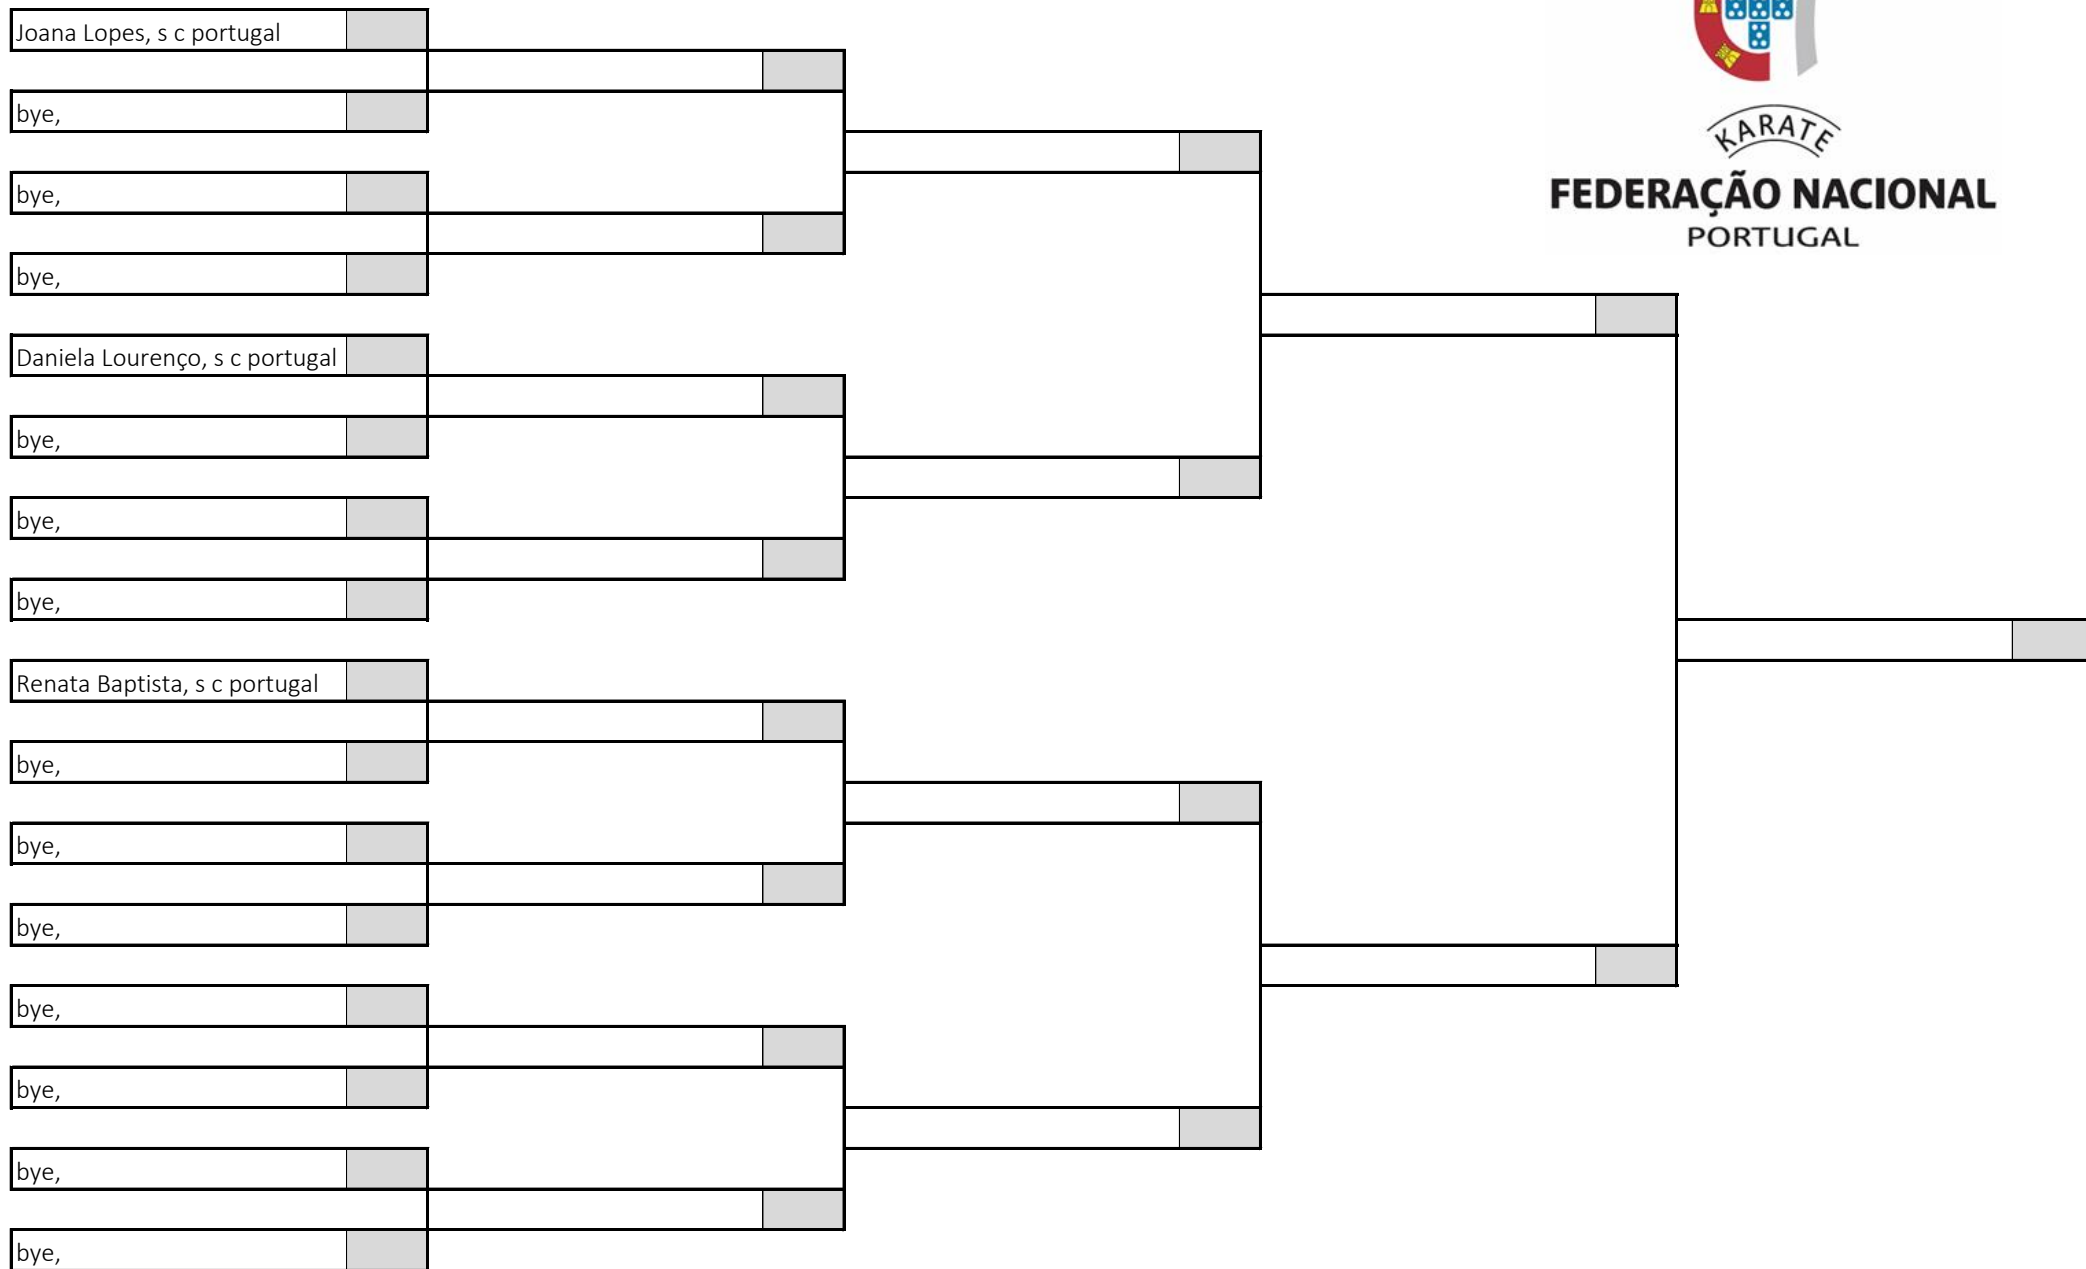 Joana Lopes, s c portugal
bye,
bye,
bye,
Daniela Lourenço, s c portugal
bye,
bye,
bye,
Renata Baptista, s c portugal
bye,
bye,
bye,
bye,
bye,
bye,
bye,
KARATE
FEDERAÇÃO NACIONAL
PORTUGAL